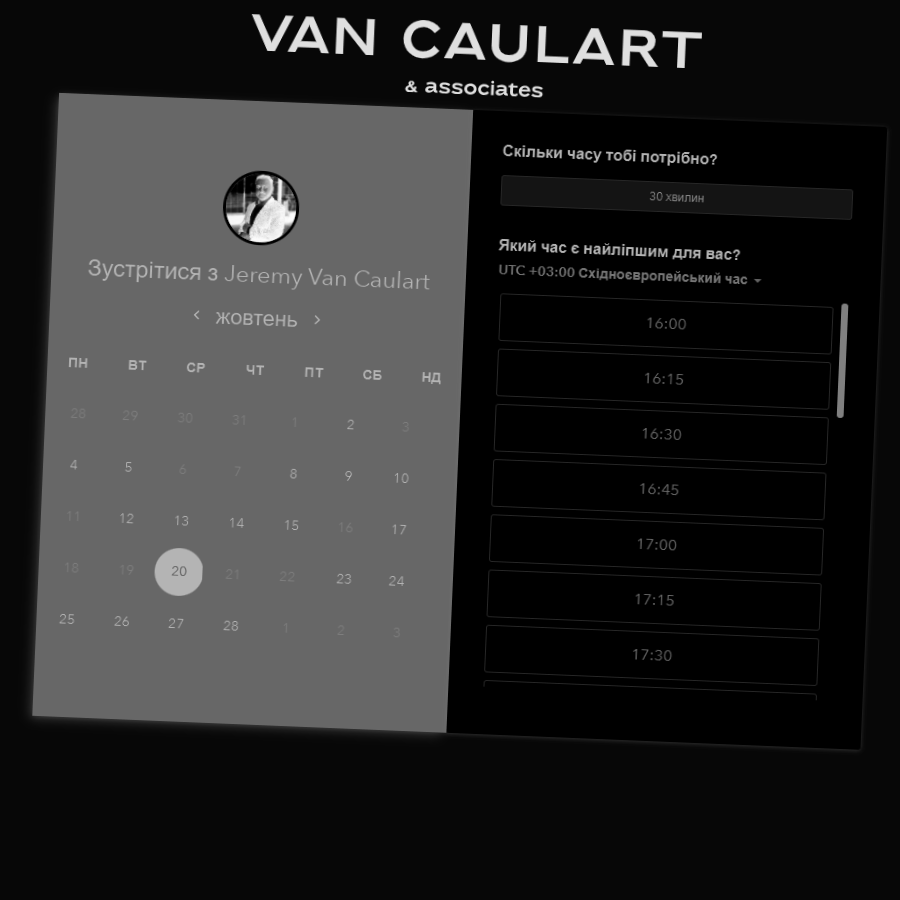 VAN CAULART
& associates
Зустрітися з Jeremy Van Caulart
жовтень
ПН ВТ СР ЧТ ПТ СБ НД
28 29 30 31 1 2 3
4 5 6 7 8 9 10
11 12 13 14 15 16 17
18 19 20 21 22 23 24
25 26 27 28 1 2 3
Скільки часу тобі потрібно?
30 хвилин
Який час є найліпшим для вас?
UTC +03:00 Східноєвропейський час
16:00
16:15
16:30
16:45
17:00
17:15
17:30